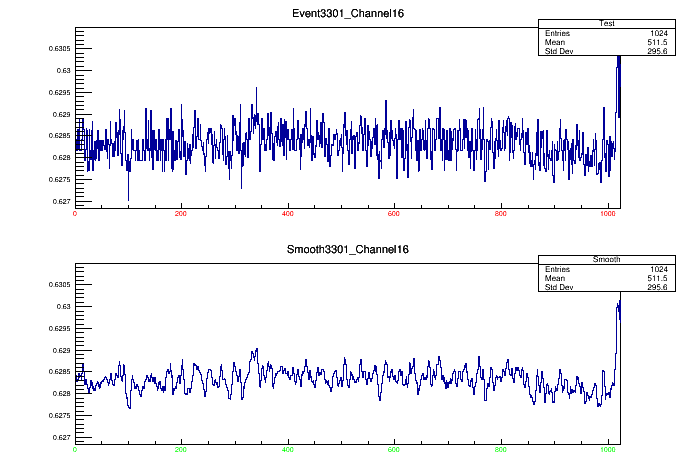 Event3301_Channel16
Test
Entries 1024
Mean 511.5
Std Dev 295.6
0.6305
0.63
0.6295
0.629
0.6285
0.628
0.6275
0.627
0 200 400 600 800 1000
Smooth3301_Channel16
Smooth
Entries 1024
Mean 511.5
Std Dev 295.6
0.6305
0.63
0.6295
0.629
0.6285
0.628
0.6275
0.627
0 200 400 600 800 1000